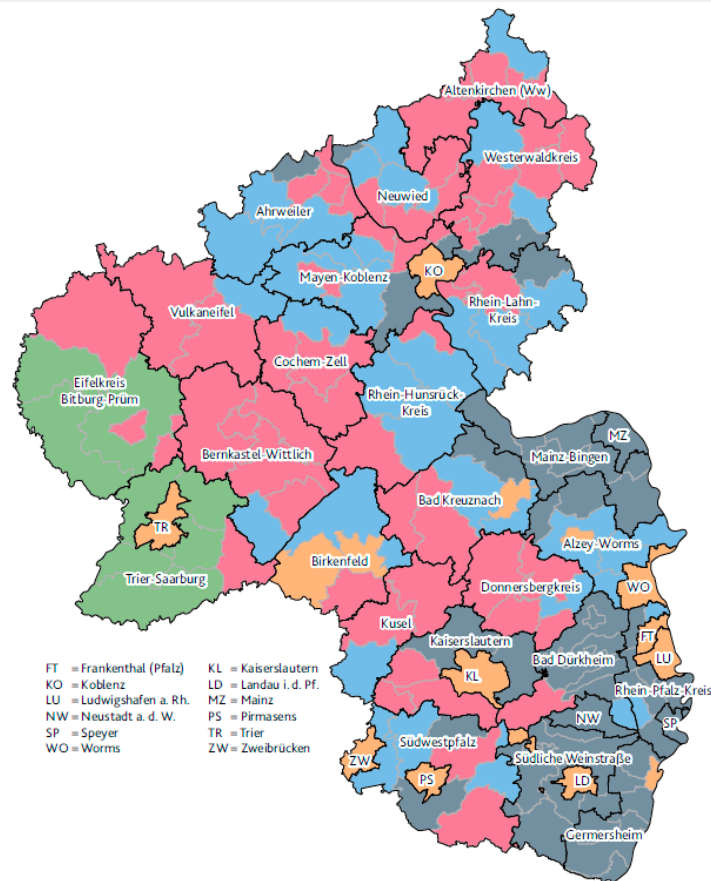 Altenkirchen (Ww)
Westerwaldkreis
Neuwied
Ahrweiler
KO
Mayen-Koblenz
Rhein-Lahn-
Kreis
Vulkaneifel
Cochem-Zell
Eifelkreis
Bitburg-Prüm
Rhein-Hunsrück-
Kreis
MZ
Bernkastel-Wittlich
Mainz-Bingen
Bad Kreuznach
TR
Alzey-Worms
Birkenfeld
Trier-Saarburg
Donnersbergkreis
WO
Kusel
FT
Kaiserslautern
LU
Bad Dürkheim
KL
Rhein-Pfalz-Kreis
NW
SP
Südwestpfalz
Südliche Weinstraße
ZW
PS
LD
Germersheim
FT = Frankenthal (Pfalz)
KO = Koblenz
LU = Ludwigshafen a. Rh.
NW = Neustadt a. d. W.
SP = Speyer
WO = Worms
KL = Kaiserslautern
LD = Landau i. d. Pf.
MZ = Mainz
PS = Pirmasens
TR = Trier
ZW = Zweibrücken